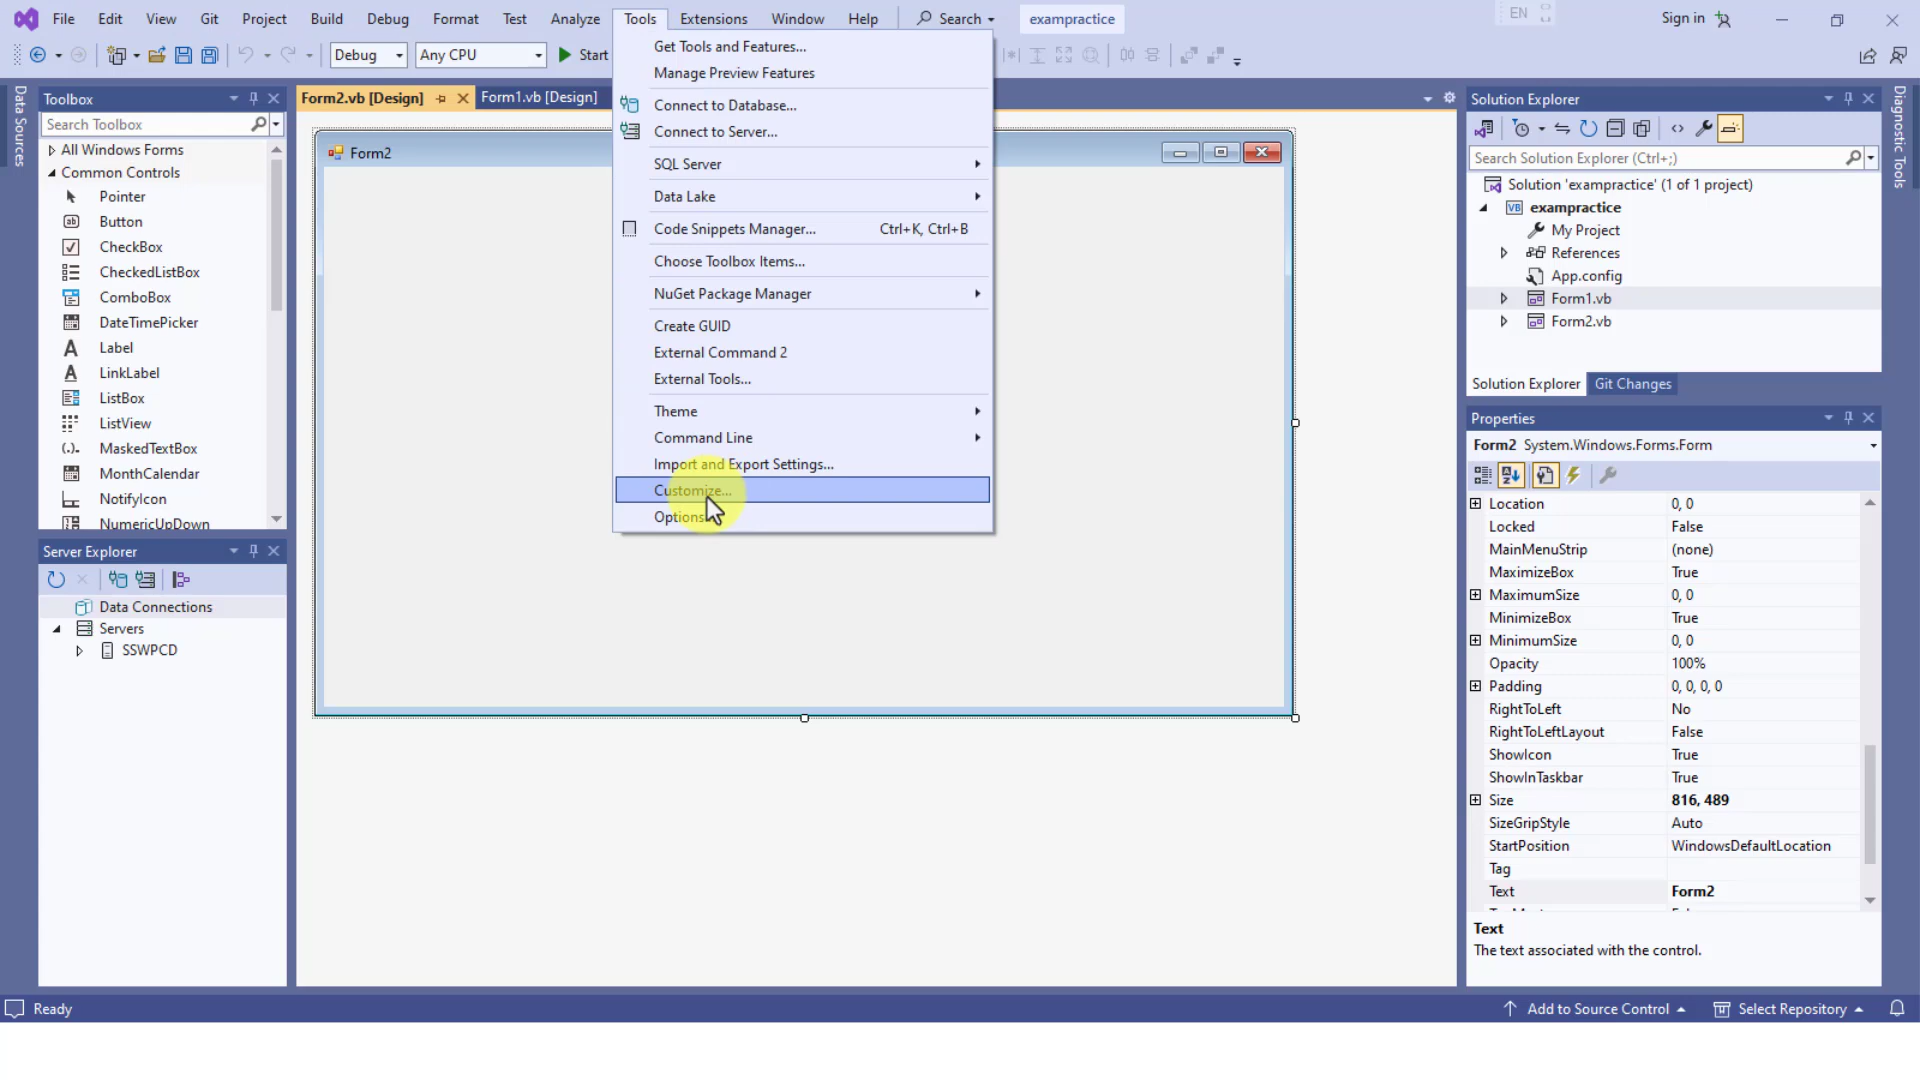 File Edit View Git Project Build Debug Format Test Analyze Tools Extensions Window Help Search exampractice EN Sign in
Debug Any CPU Start
Data Sources
Toolbox
Search Toolbox
All Windows Forms
Common Controls
Pointer
Button
CheckBox
CheckedListBox
ComboBox
DateTimePicker
Label
LinkLabel
ListBox
ListView
MaskedTextBox
MonthCalendar
NotifyIcon
NumericUpDown
Server Explorer
Data Connections
Servers
SSWPCD
Form2.vb [Design] Form1.vb [Design]
Form2
Get Tools and Features...
Manage Preview Features
Connect to Database...
Connect to Server...
SQL Server
Data Lake
Code Snippets Manager... Ctrl+K, Ctrl+B
Choose Toolbox Items...
NuGet Package Manager
Create GUID
External Command 2
External Tools...
Theme
Command Line
Import and Export Settings...
Customize...
Options
Solution Explorer
Search Solution Explorer (Ctrl+;)
Solution 'exampractice' (1 of 1 project)
VB exampractice
My Project
References
App.config
Form1.vb
Form2.vb
Solution Explorer Git Changes
Properties
Form2 System.Windows.Forms.Form
Location 0, 0
Locked False
MainMenuStrip (none)
MaximizeBox True
MaximumSize 0, 0
MinimizeBox True
MinimumSize 0, 0
Opacity 100%
Padding 0, 0, 0, 0
RightToLeft No
RightToLeftLayout False
ShowIcon True
ShowInTaskbar True
Size 816, 489
SizeGripStyle Auto
StartPosition WindowsDefaultLocation
Tag
Text Form2
Text
The text associated with the control.
Diagnostic Tools
Ready Add to Source Control Select Repository